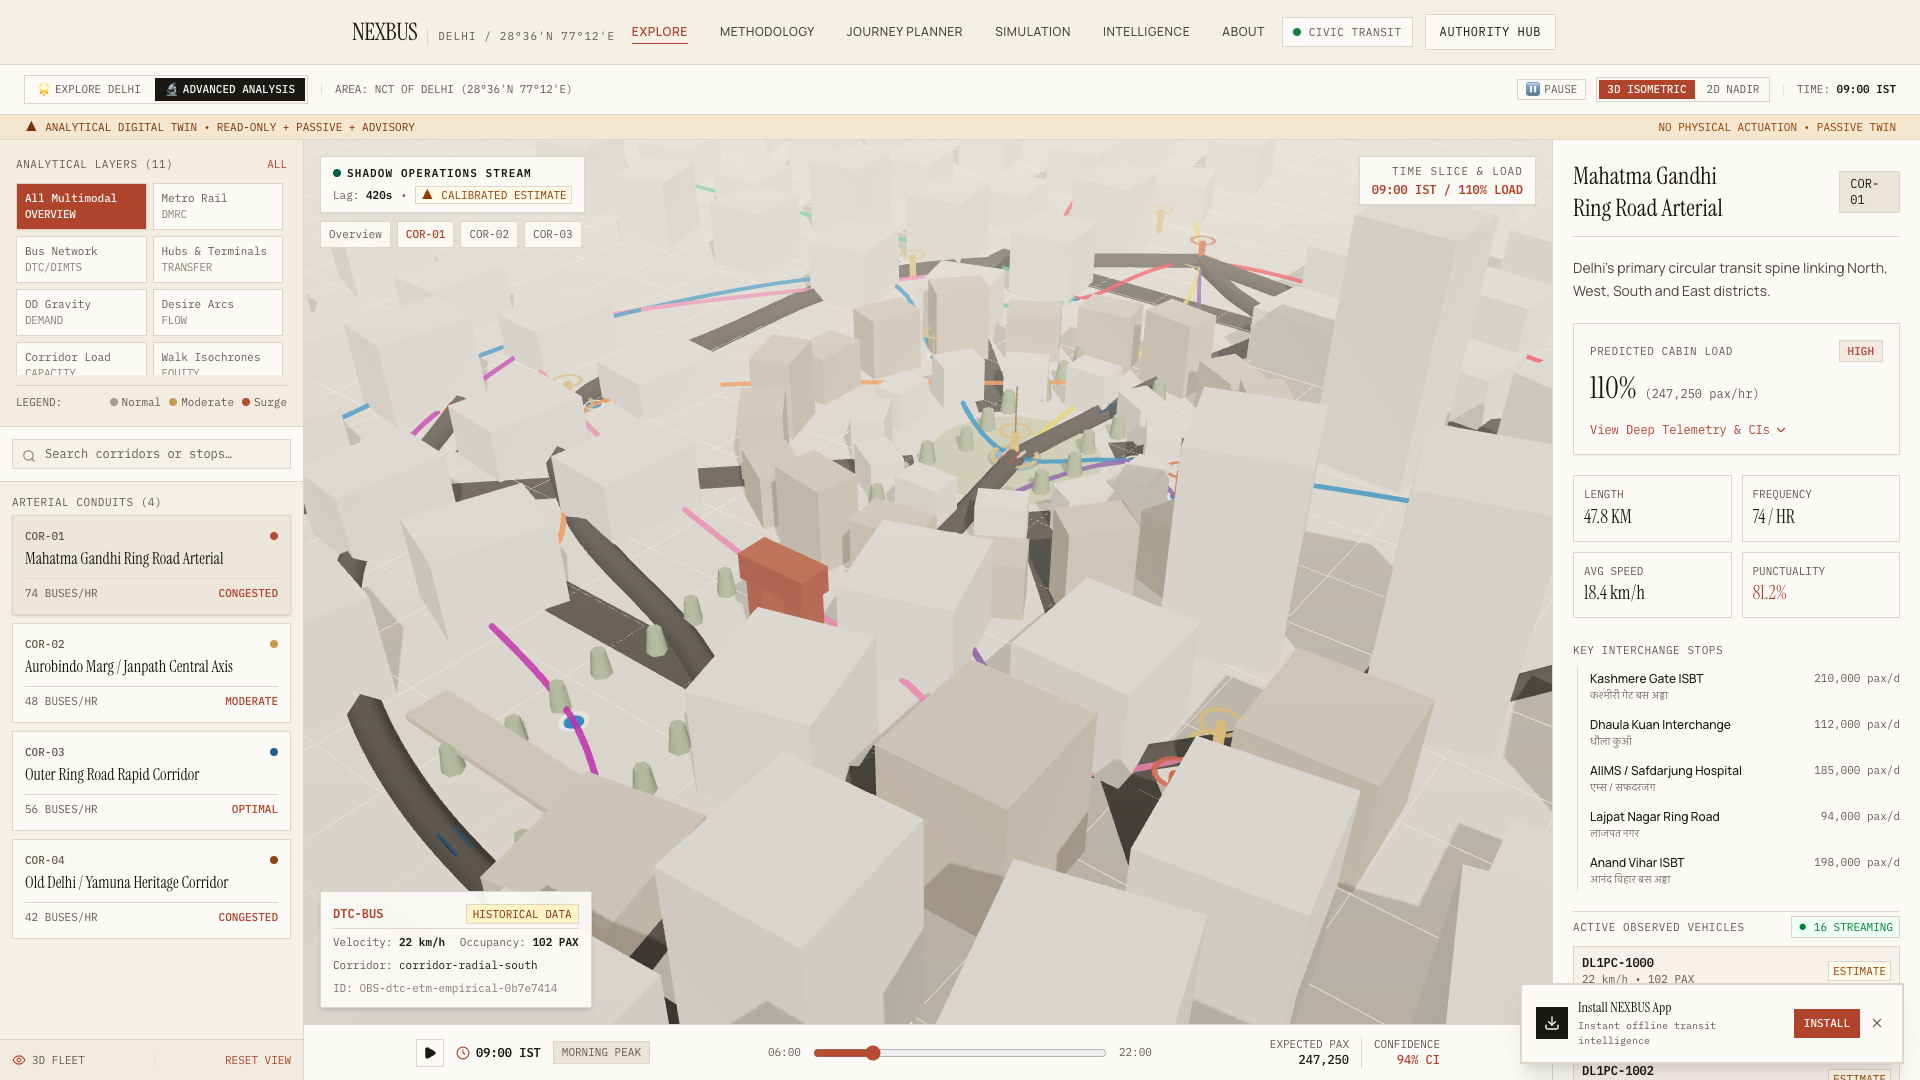 NEXBUS
DELHI / 28°36'N 77°12'E
EXPLORE
METHODOLOGY
JOURNEY PLANNER
SIMULATION
INTELLIGENCE
ABOUT
CIVIC TRANSIT
AUTHORITY HUB
EXPLORE DELHI
ADVANCED ANALYSIS
AREA: NCT OF DELHI (28°36'N 77°12'E)
PAUSE
3D ISOMETRIC
2D NADIR
TIME: 09:00 IST
ANALYTICAL DIGITAL TWIN • READ-ONLY + PASSIVE + ADVISORY
NO PHYSICAL ACTUATION • PASSIVE TWIN
ANALYTICAL LAYERS (11)
ALL
All Multimodal
OVERVIEW
Metro Rail
DMRC
Bus Network
DTC/DIMTS
Hubs & Terminals
TRANSFER
OD Gravity
DEMAND
Desire Arcs
FLOW
Corridor Load
CAPACITY
Walk Isochrones
EQUITY
LEGEND:
Normal
Moderate
Surge
Search corridors or stops…
ARTERIAL CONDUITS (4)
COR-01
Mahatma Gandhi Ring Road Arterial
74 BUSES/HR
CONGESTED
COR-02
Aurobindo Marg / Janpath Central Axis
48 BUSES/HR
MODERATE
COR-03
Outer Ring Road Rapid Corridor
56 BUSES/HR
OPTIMAL
COR-04
Old Delhi / Yamuna Heritage Corridor
42 BUSES/HR
CONGESTED
3D FLEET
RESET VIEW
SHADOW OPERATIONS STREAM
Lag: 420s •
CALIBRATED ESTIMATE
Overview
COR-01
COR-02
COR-03
TIME SLICE & LOAD
09:00 IST / 110% LOAD
DTC-BUS
HISTORICAL DATA
Velocity: 22 km/h
Occupancy: 102 PAX
Corridor: corridor-radial-south
ID: OBS-dtc-etm-empirical-0b7e7414
09:00 IST
MORNING PEAK
06:00
22:00
EXPECTED PAX
247,250
CONFIDENCE
94% CI
Mahatma Gandhi
Ring Road Arterial
COR-
01
Delhi's primary circular transit spine linking North,
West, South and East districts.
PREDICTED CABIN LOAD
HIGH
110% (247,250 pax/hr)
View Deep Telemetry & CIs
LENGTH
47.8 KM
FREQUENCY
74 / HR
AVG SPEED
18.4 km/h
PUNCTUALITY
81.2%
KEY INTERCHANGE STOPS
Kashmere Gate ISBT
210,000 pax/d
कश्मीरी गेट बस अड्डा
Dhaula Kuan Interchange
112,000 pax/d
धौला कुआँ
AIIMS / Safdarjung Hospital
185,000 pax/d
एम्स / सफदरजंग
Lajpat Nagar Ring Road
94,000 pax/d
लाजपत नगर
Anand Vihar ISBT
198,000 pax/d
आनंद विहार बस अड्डा
ACTIVE OBSERVED VEHICLES
16 STREAMING
DL1PC-1000
22 km/h • 102 PAX
ESTIMATE
Install NEXBUS App
Instant offline transit
intelligence
INSTALL
DL1PC-1002
ESTIMATE